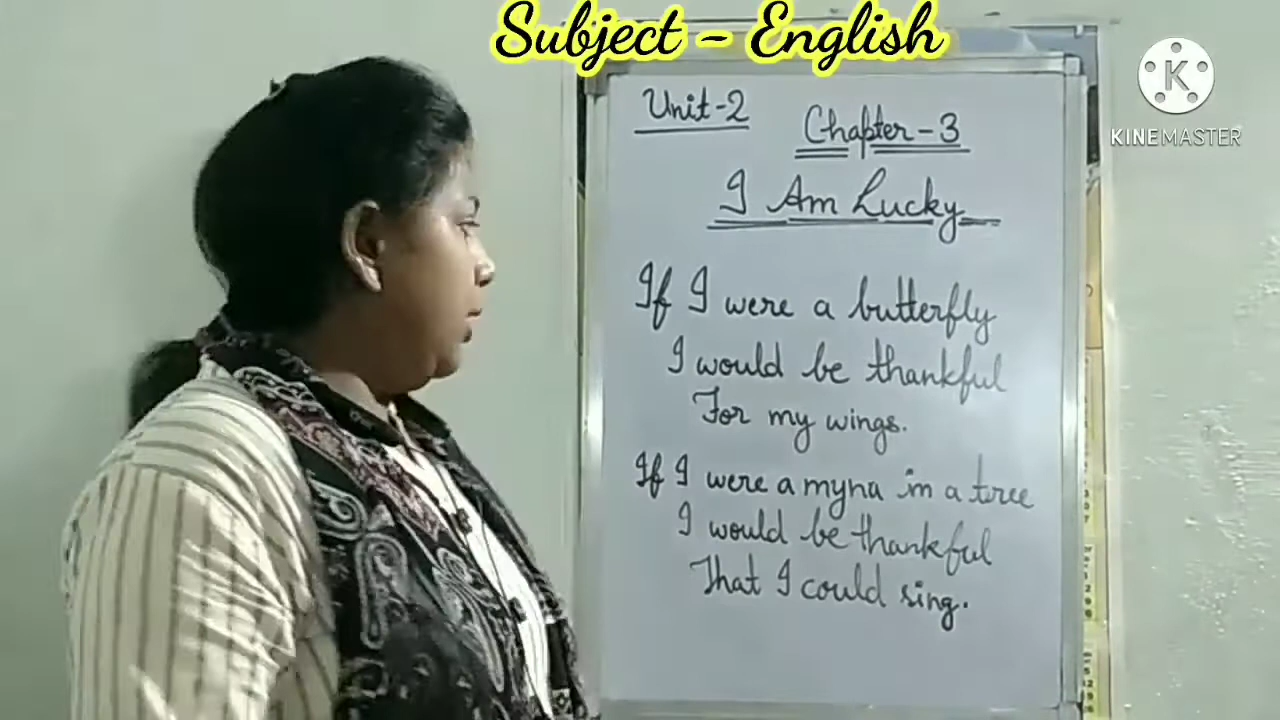 Subject - English
KINEMASTER
Unit-2
Chapter-3
I Am Lucky
If I were a butterfly
I would be thankful
For my wings.
If I were a myna in a tree
I would be thankful
That I could sing.